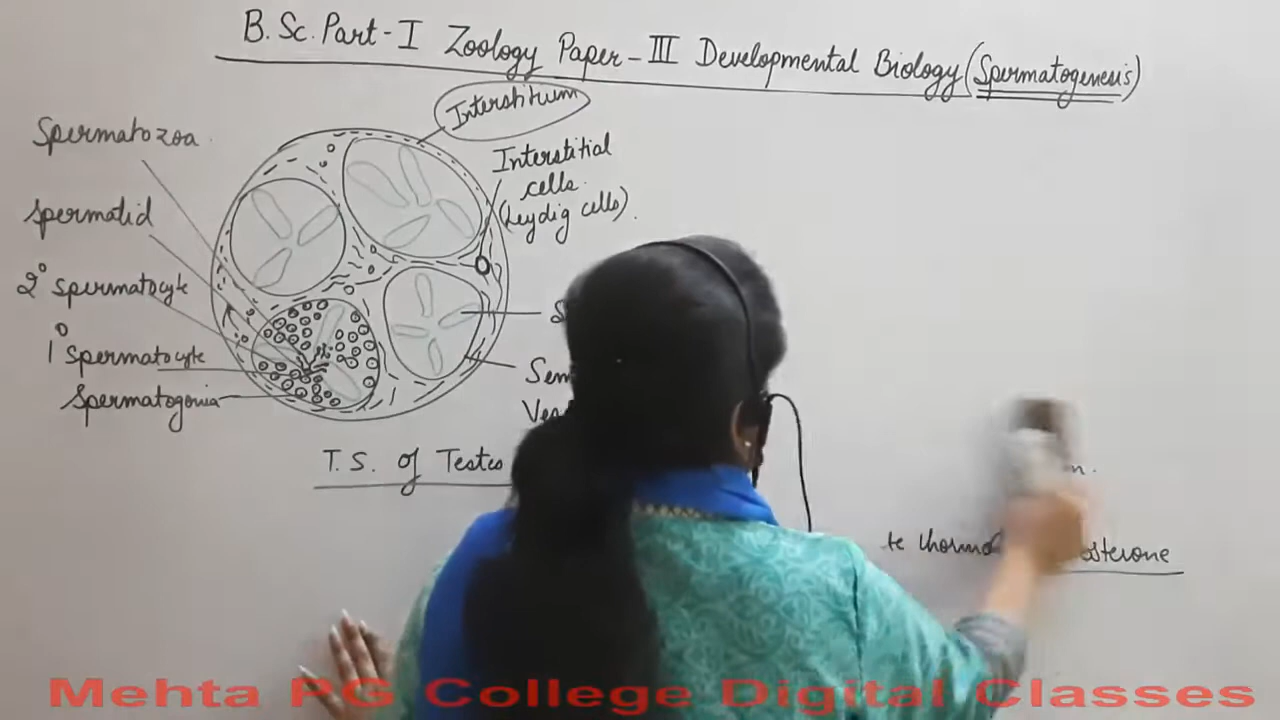 B.Sc. Part - I Zoology Paper - III Developmental Biology (Spermatogenesis)
Interstitium
Spermatozoa
Interstitial
cells.
(Leydig cells).
Spermatid
2° spermatocyte
1° spermatocyte
Spermatogonia
T. S. of Testes
Mehta PG College Digital Classes